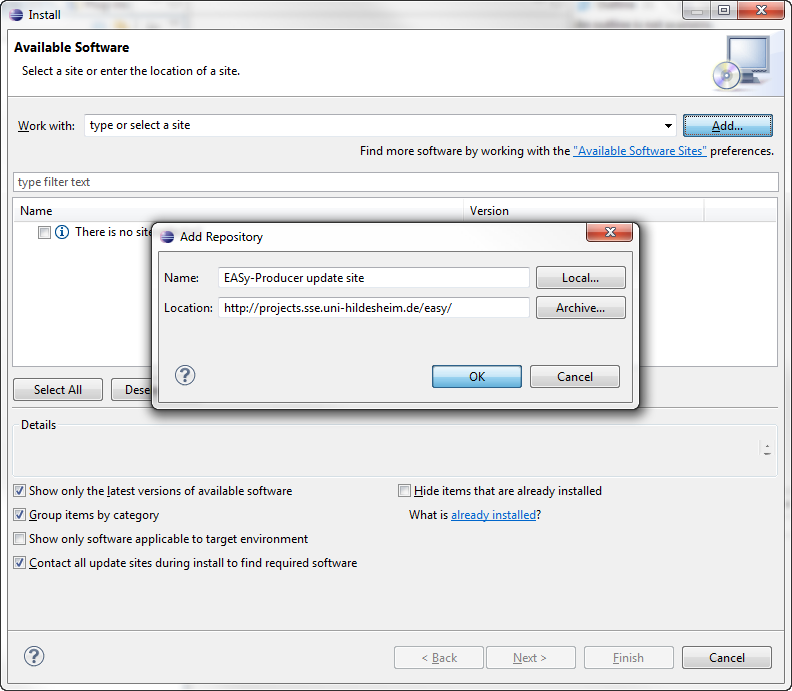 Install
Available Software
Select a site or enter the location of a site.
Work with: type or select a site Add...
Find more software by working with the "Available Software Sites" preferences.
type filter text
Name Version
There is no site
Add Repository
Name: EASy-Producer update site Local...
Location: http://projects.sse.uni-hildesheim.de/easy/ Archive...
OK Cancel
Select All Dese
Details
Show only the latest versions of available software Hide items that are already installed
Group items by category What is already installed?
Show only software applicable to target environment
Contact all update sites during install to find required software
< Back Next > Finish Cancel